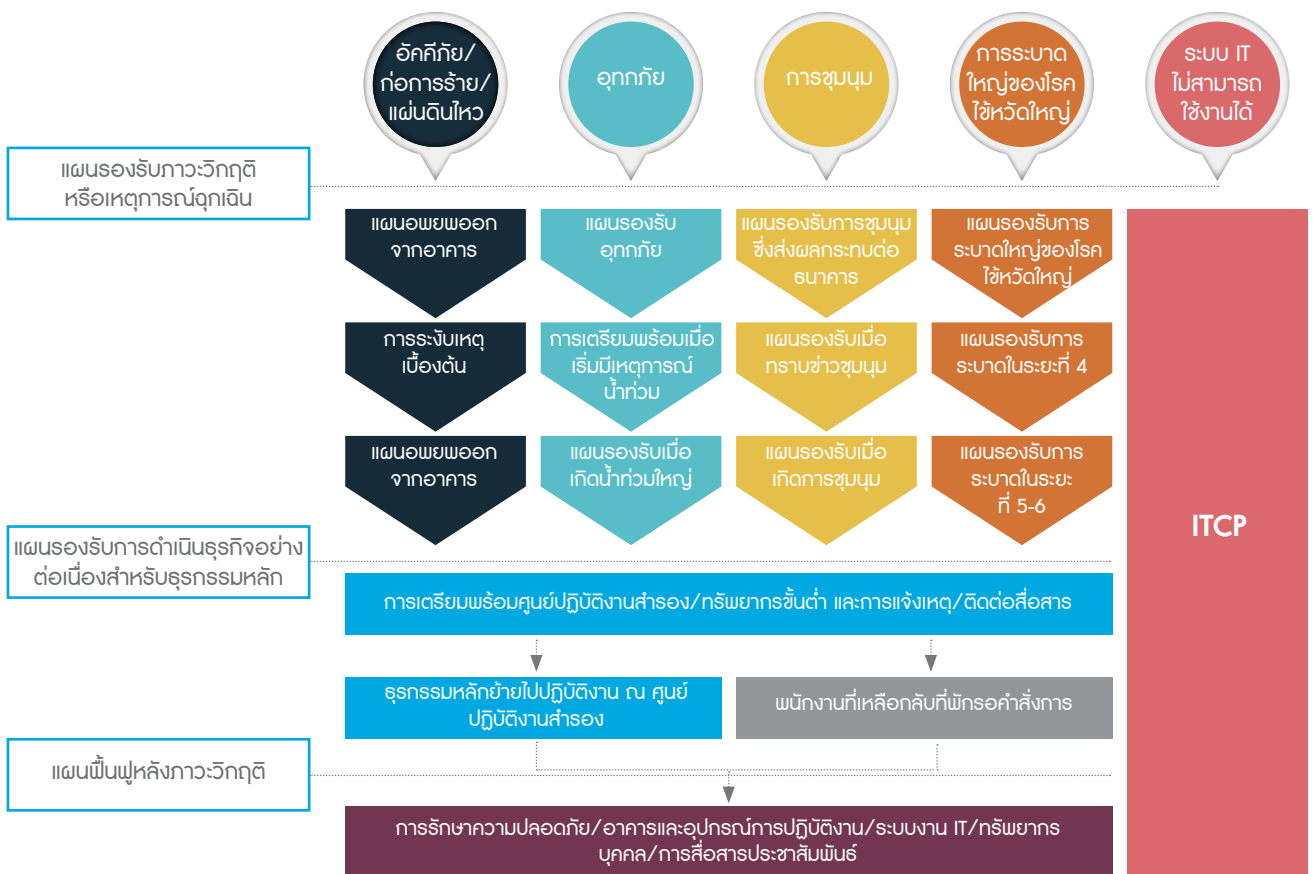 อัคคีภัย/
ก่อการร้าย/
แผ่นดินไหว
อุทกภัย
การชุมนุม
การระบาด
ใหญ่ของโรค
ไข้หวัดใหญ่
ระบบ IT
ไม่สามารถ
ใช้งานได้
แผนรองรับภาวะวิกฤติ
หรือเหตุการณ์ฉุกเฉิน
แผนอพยพออก
จากอาคาร
แผนรองรับ
อุทกภัย
แผนรองรับการชุมนุม
ซึ่งส่งผลกระทบต่อ
ธนาคาร
แผนรองรับการ
ระบาดใหญ่ของโรค
ไข้หวัดใหญ่
การระงับเหตุ
เบื้องต้น
การเตรียมพร้อมเมื่อ
เริ่มมีเหตุการณ์
น้ำท่วม
แผนรองรับเมื่อ
ทราบข่าวชุมนุม
แผนรองรับการ
ระบาดในระยะที่ 4
แผนอพยพออก
จากอาคาร
แผนรองรับเมื่อ
เกิดน้ำท่วมใหญ่
แผนรองรับเมื่อ
เกิดการชุมนุม
แผนรองรับการ
ระบาดในระยะ
ที่ 5-6
ITCP
แผนรองรับการดำเนินธุรกิจอย่าง
ต่อเนื่องสำหรับธุรกรรมหลัก
การเตรียมพร้อมศูนย์ปฏิบัติงานสำรอง/ทรัพยากรขั้นต่ำ และการแจ้งเหตุ/ติดต่อสื่อสาร
ธุรกรรมหลักย้ายไปปฏิบัติงาน ณ ศูนย์
ปฏิบัติงานสำรอง
พนักงานที่เหลือกลับที่พักรอคำสั่งการ
แผนฟื้นฟูหลังภาวะวิกฤติ
การรักษาความปลอดภัย/อาคารและอุปกรณ์การปฏิบัติงาน/ระบบงาน IT/ทรัพยากร
บุคคล/การสื่อสารประชาสัมพันธ์